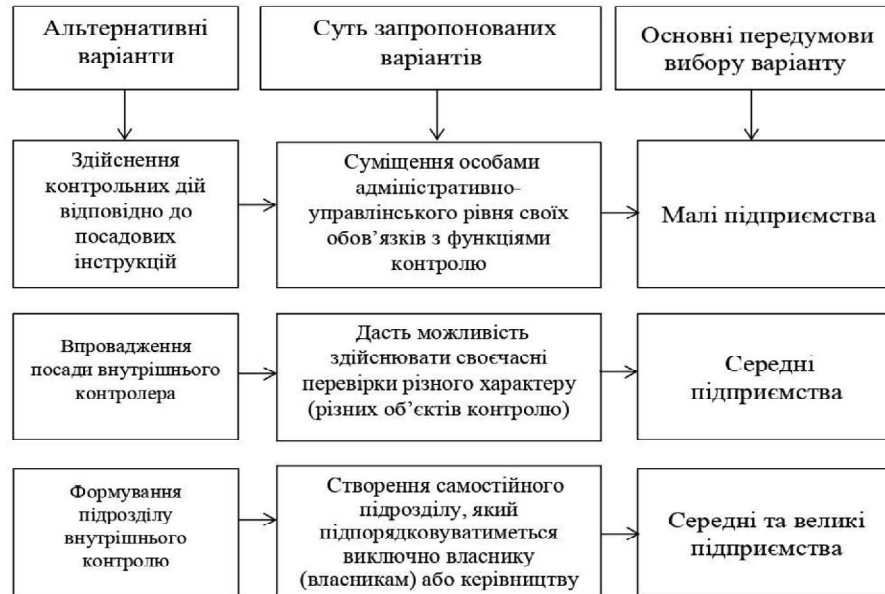 Альтернативні
варіанти
Суть запропонованих
варіантів
Основні передумови
вибору варіанту
Здійснення
контрольних дій
відповідно до
посадових
інструкцій
Суміщення особами
адміністративно-
управлінського рівня своїх
обов’язків з функціями
контролю
Малі підприємства
Впровадження
посади внутрішнього
контролера
Дасть можливість
здійснювати своєчасні
перевірки різного характеру
(різних об’єктів контролю)
Середні
підприємства
Формування
підрозділу
внутрішнього
контролю
Створення самостійного
підрозділу, який
підпорядковуватиметься
виключно власнику
(власникам) або керівництву
Середні та великі
підприємства